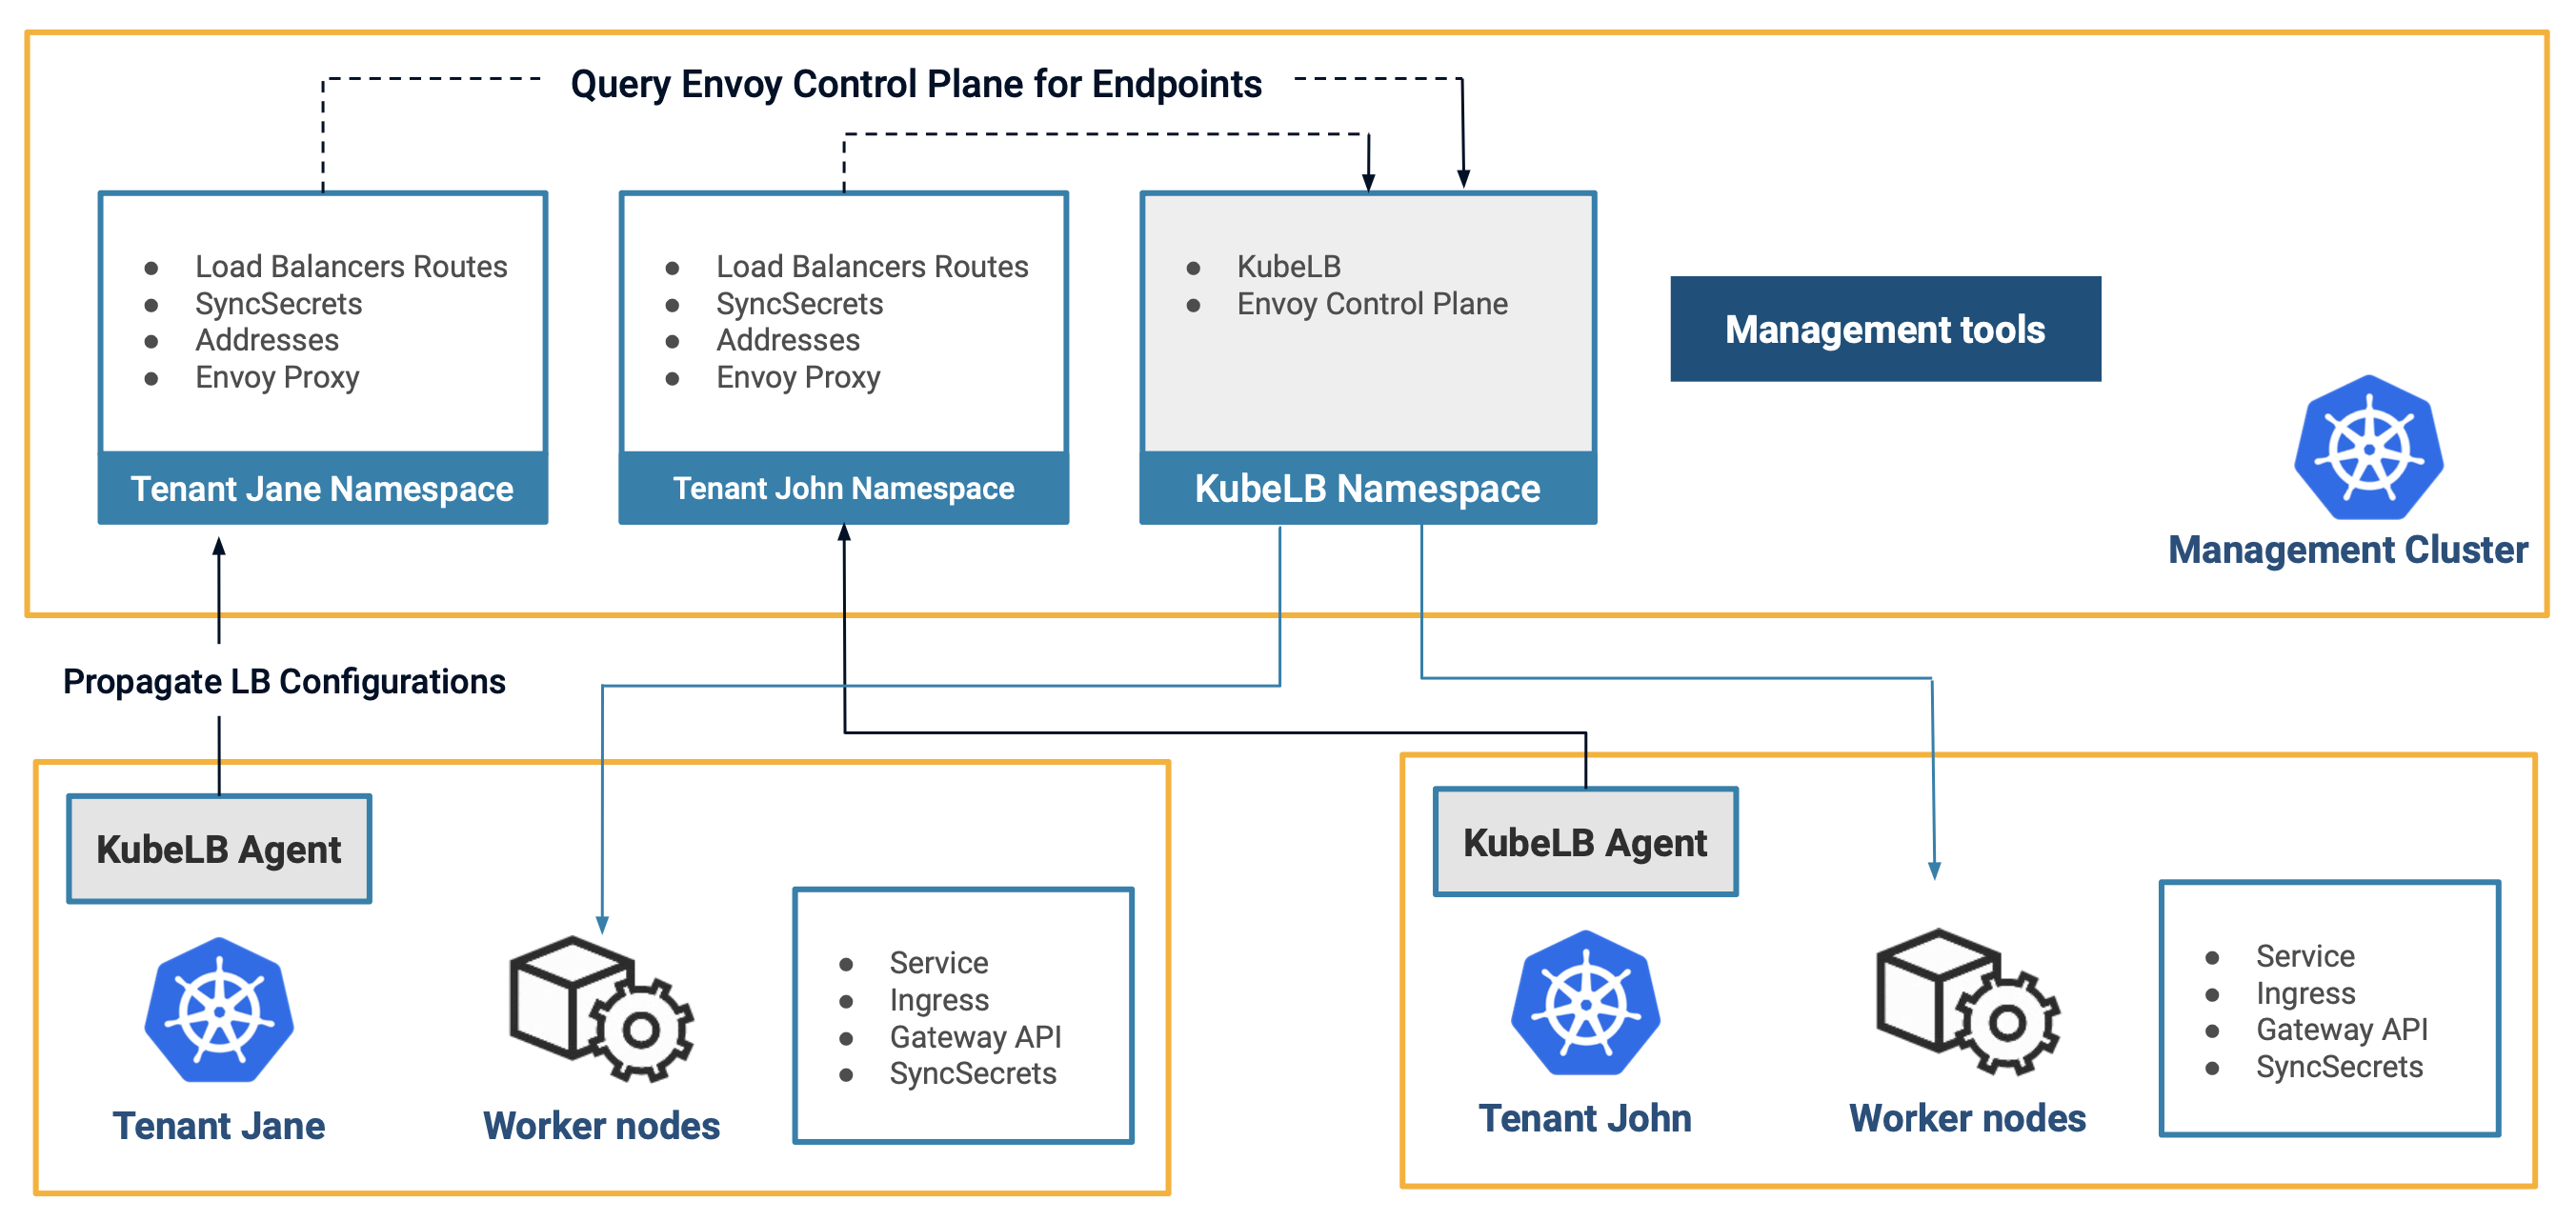 Query Envoy Control Plane for Endpoints
Load Balancers Routes
SyncSecrets
Addresses
Envoy Proxy
Tenant Jane Namespace
Load Balancers Routes
SyncSecrets
Addresses
Envoy Proxy
Tenant John Namespace
KubeLB
Envoy Control Plane
KubeLB Namespace
Management tools
Management Cluster
Propagate LB Configurations
KubeLB Agent
Tenant Jane
Worker nodes
Service
Ingress
Gateway API
SyncSecrets
KubeLB Agent
Tenant John
Worker nodes
Service
Ingress
Gateway API
SyncSecrets